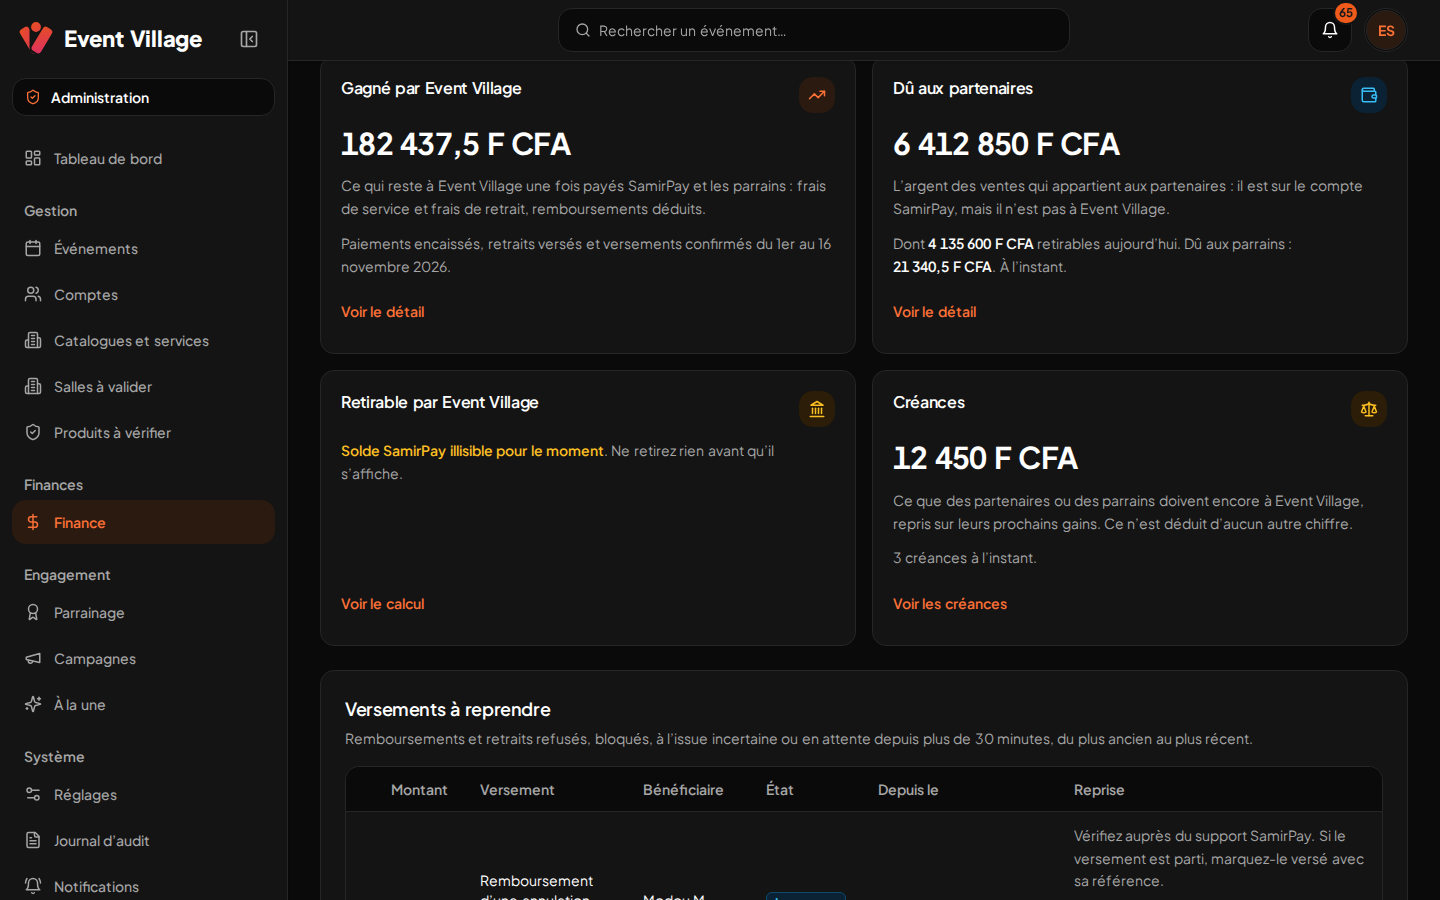 Event Village
Rechercher un événement...
65
ES
Administration
Tableau de bord
Gestion
Événements
Comptes
Catalogues et services
Salles à valider
Produits à vérifier
Finances
Finance
Engagement
Parrainage
Campagnes
À la une
Système
Réglages
Journal d'audit
Notifications
Gagné par Event Village
182 437,5 F CFA
Ce qui reste à Event Village une fois payés SamirPay et les parrains : frais
de service et frais de retrait, remboursements déduits.
Paiements encaissés, retraits versés et versements confirmés du 1er au 16
novembre 2026.
Voir le détail
Dû aux partenaires
6 412 850 F CFA
L'argent des ventes qui appartient aux partenaires : il est sur le compte
SamirPay, mais il n'est pas à Event Village.
Dont 4 135 600 F CFA retirables aujourd'hui. Dû aux parrains :
21 340,5 F CFA. À l'instant.
Voir le détail
Retirable par Event Village
Solde SamirPay illisible pour le moment. Ne retirez rien avant qu'il
s'affiche.
Voir le calcul
Créances
12 450 F CFA
Ce que des partenaires ou des parrains doivent encore à Event Village,
repris sur leurs prochains gains. Ce n'est déduit d'aucun autre chiffre.
3 créances à l'instant.
Voir les créances
Versements à reprendre
Remboursements et retraits refusés, bloqués, à l'issue incertaine ou en attente depuis plus de 30 minutes, du plus ancien au plus récent.
Montant Versement Bénéficiaire État Depuis le Reprise
Vérifiez auprès du support SamirPay. Si le
versement est parti, marquez-le versé avec
sa référence.
Remboursement
d'une annulation
Modou M.